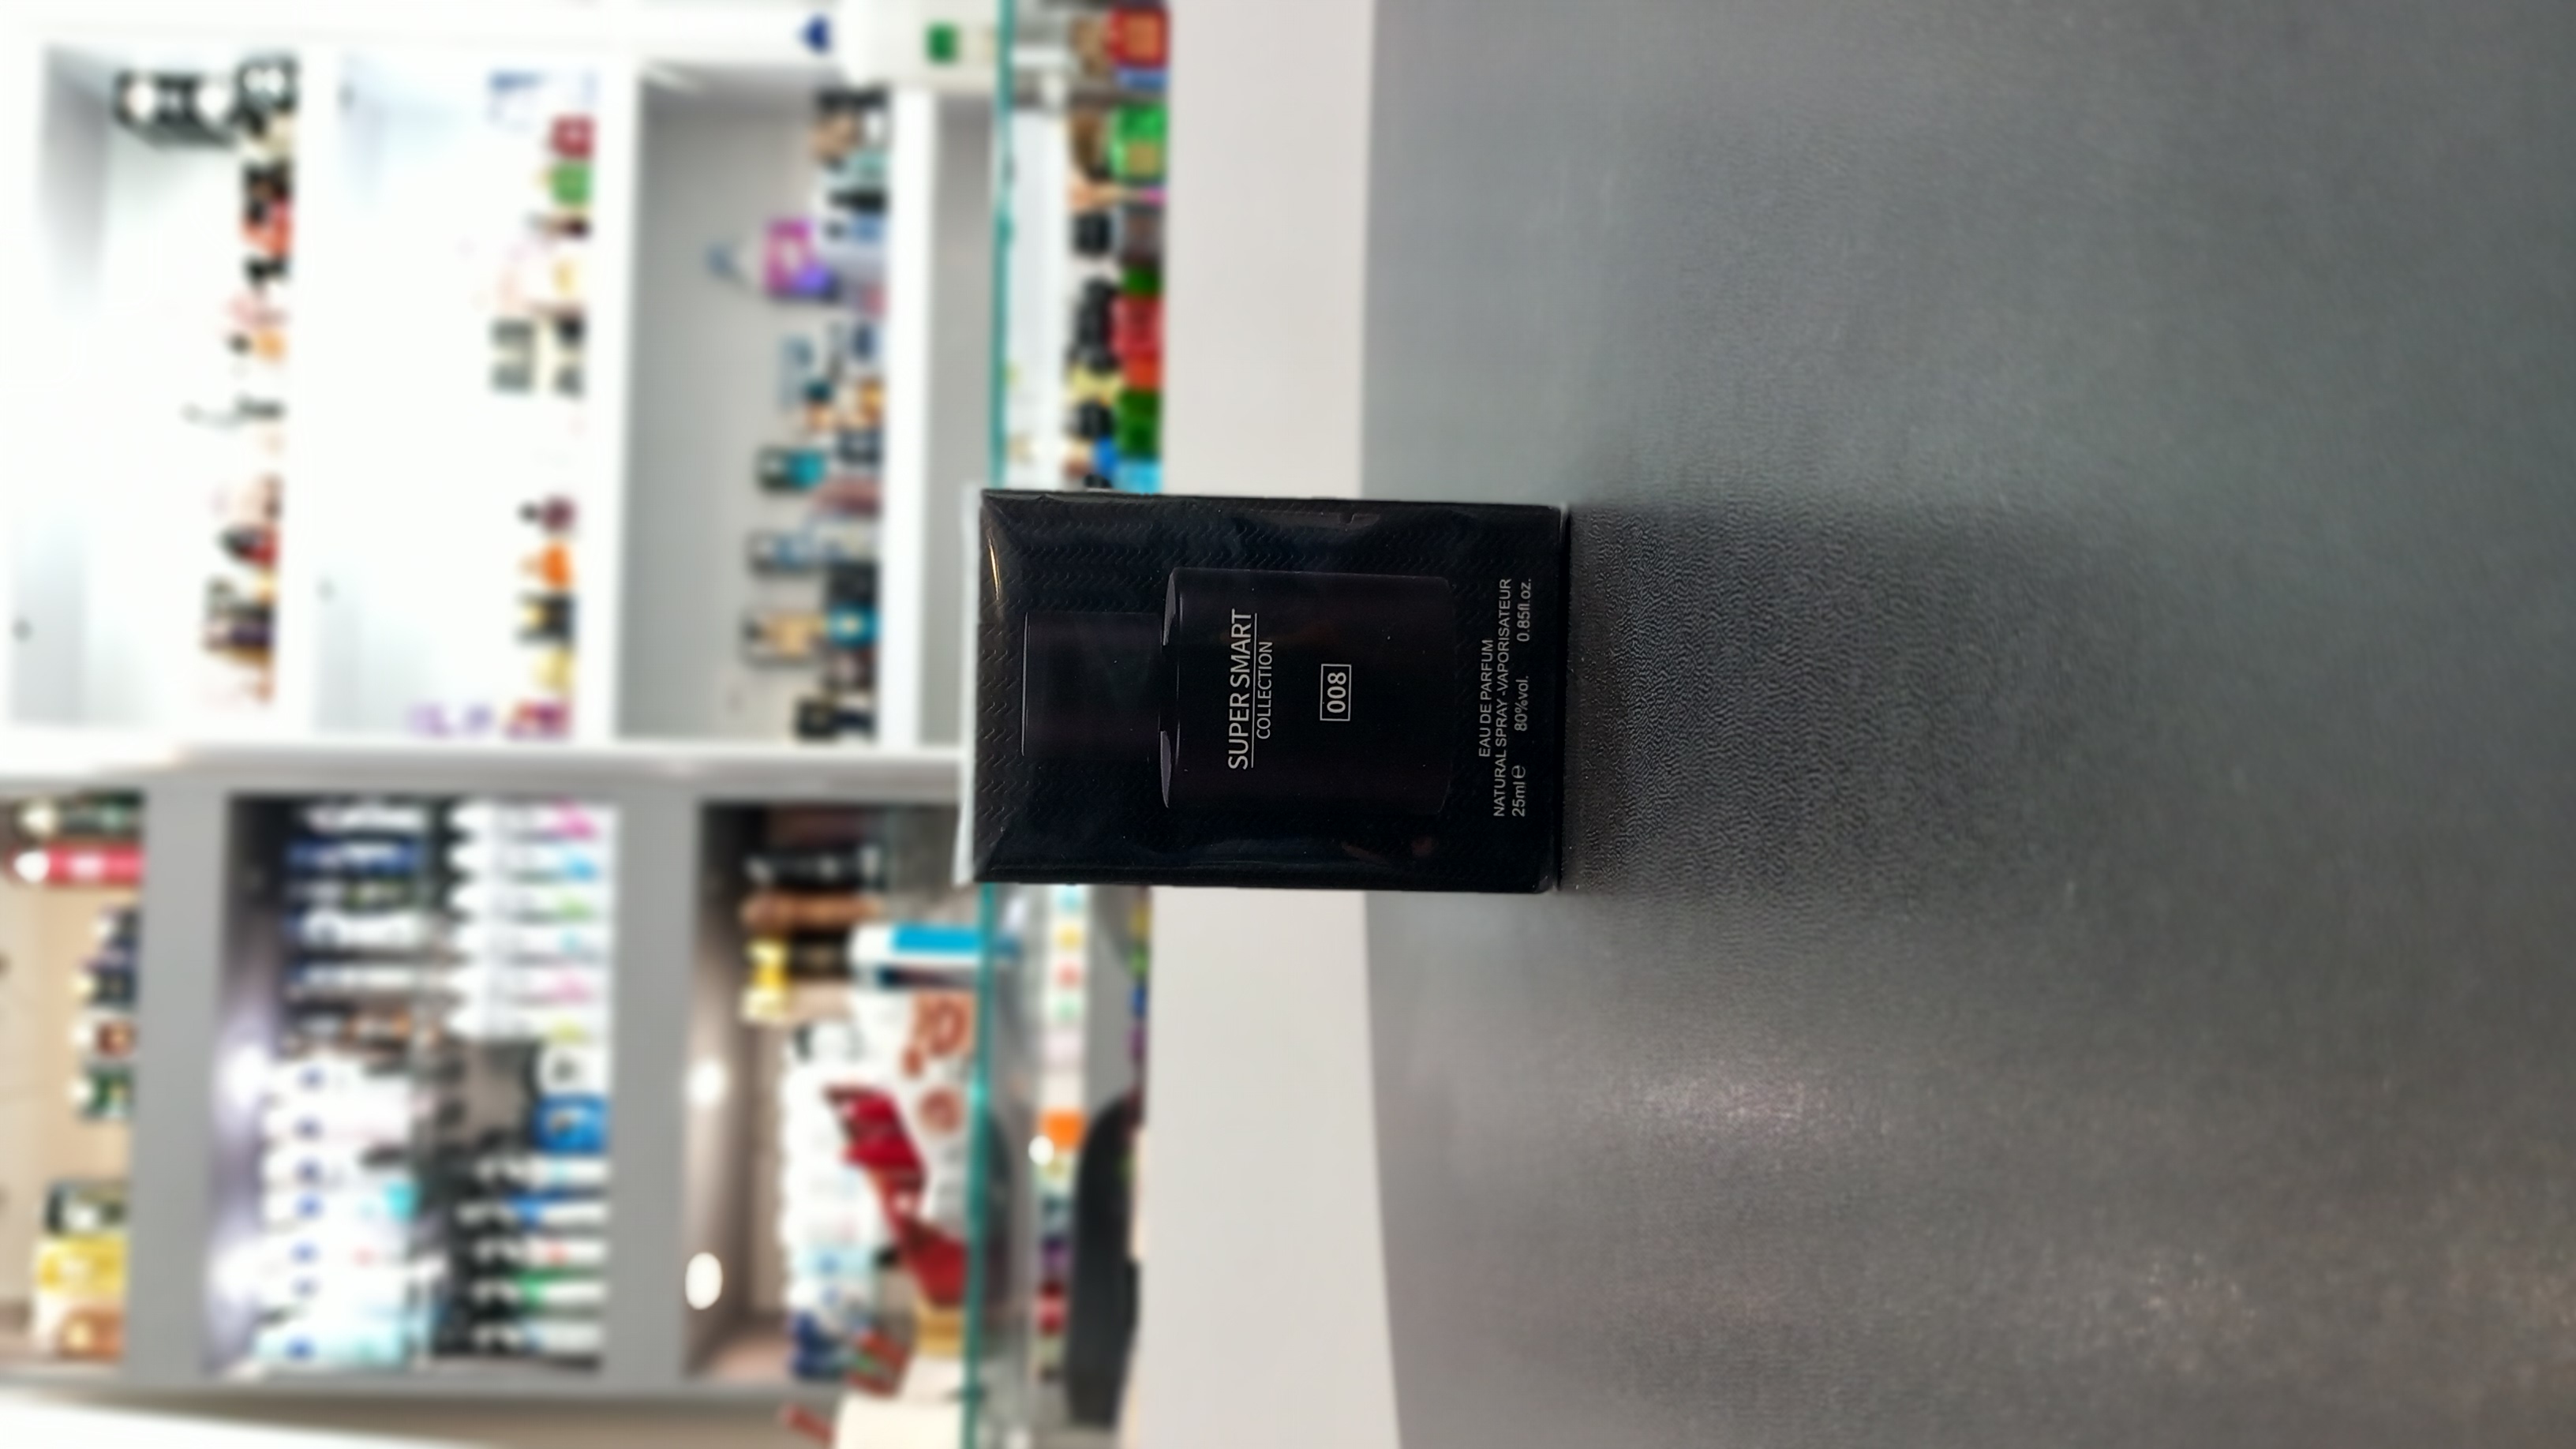 SUPER SMART
COLLECTION
008
EAU DE PARFUM
NATURAL SPRAY -VAPORISATEUR
25ml e 80%vol. 0.85fl.oz.